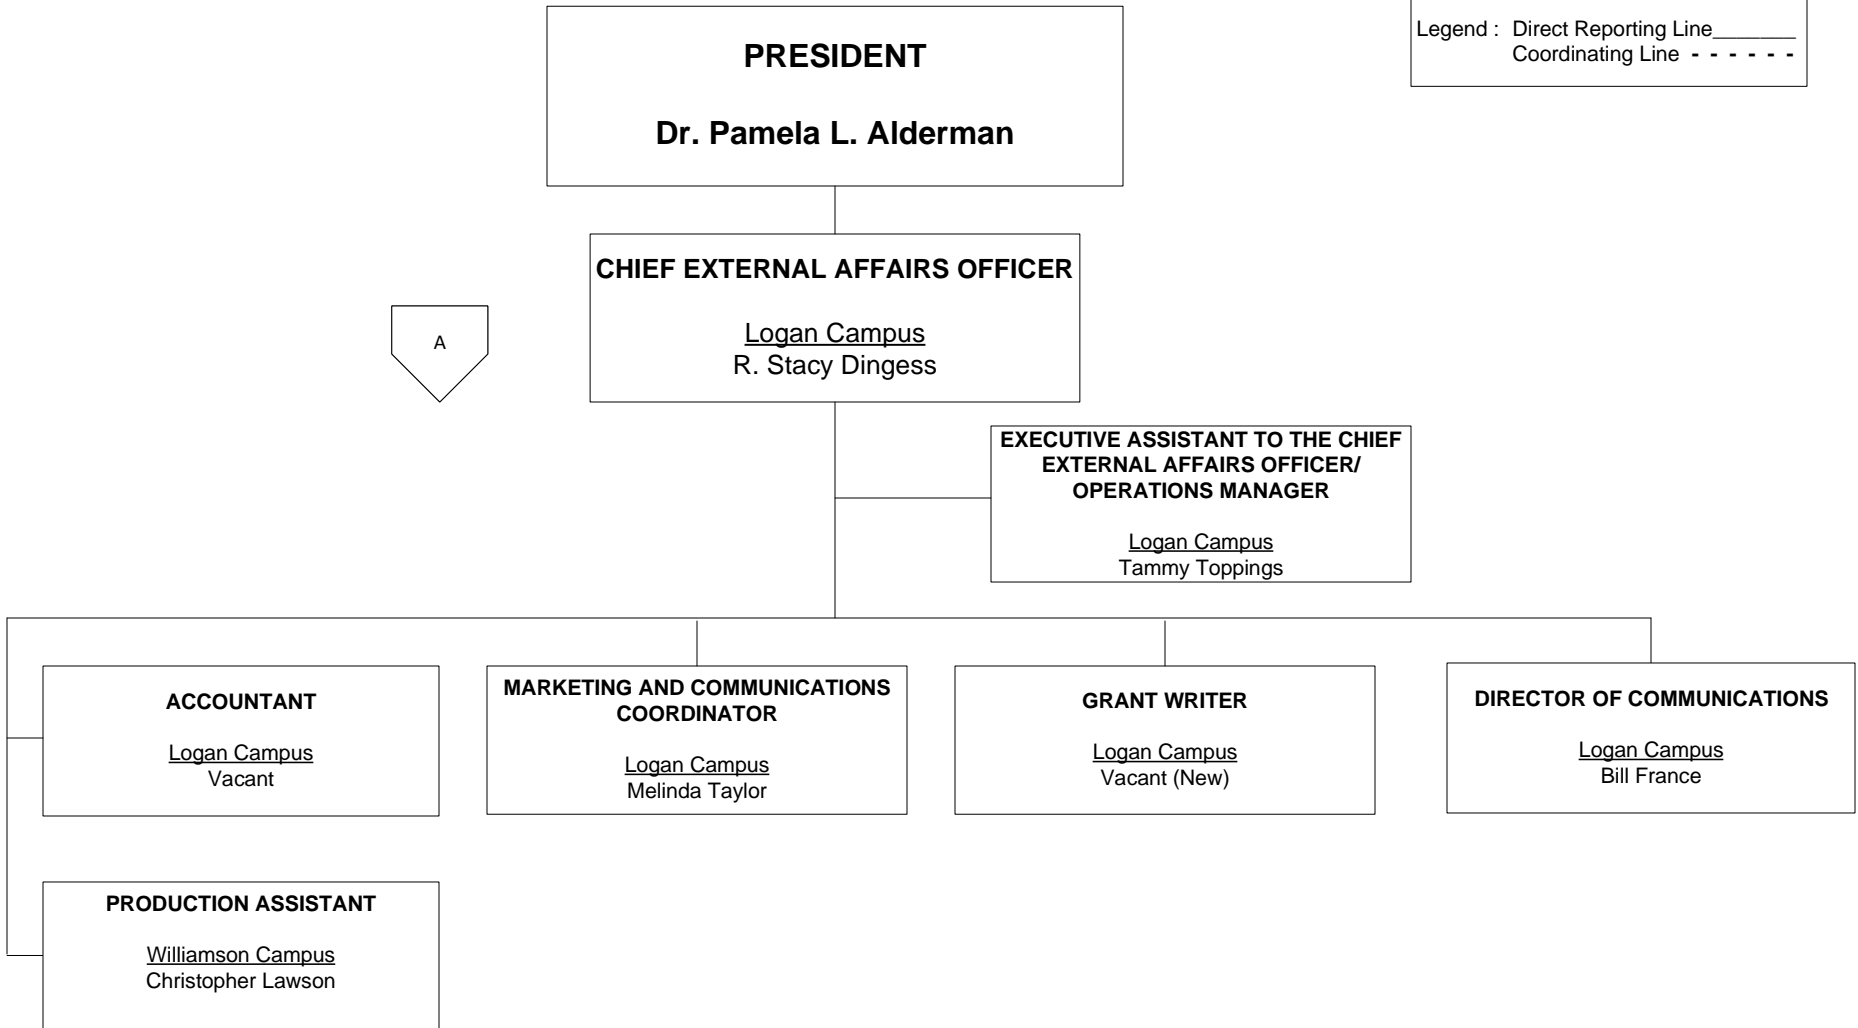 PRESIDENT
Dr. Pamela L. Alderman
Legend : Direct Reporting Line_______
Coordinating Line - - - - - -
CHIEF EXTERNAL AFFAIRS OFFICER
Logan Campus
R. Stacy Dingess
A
EXECUTIVE ASSISTANT TO THE CHIEF
EXTERNAL AFFAIRS OFFICER/
OPERATIONS MANAGER
Logan Campus
Tammy Toppings
ACCOUNTANT
Logan Campus
Vacant
MARKETING AND COMMUNICATIONS
COORDINATOR
Logan Campus
Melinda Taylor
GRANT WRITER
Logan Campus
Vacant (New)
DIRECTOR OF COMMUNICATIONS
Logan Campus
Bill France
PRODUCTION ASSISTANT
Williamson Campus
Christopher Lawson